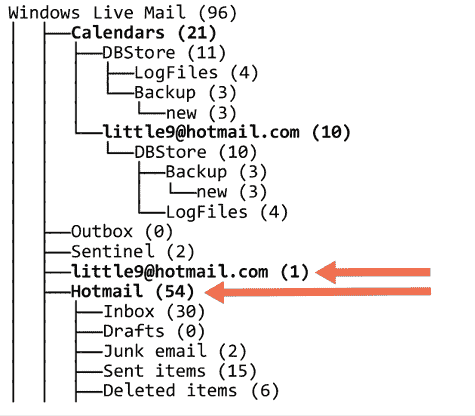 Windows Live Mail (96)
Calendars (21)
DBStore (11)
LogFiles (4)
Backup (3)
new (3)
little9@hotmail.com (10)
DBStore (10)
Backup (3)
new (3)
LogFiles (4)
Outbox (0)
Sentinel (2)
little9@hotmail.com (1)
Hotmail (54)
Inbox (30)
Drafts (0)
Junk email (2)
Sent items (15)
Deleted items (6)